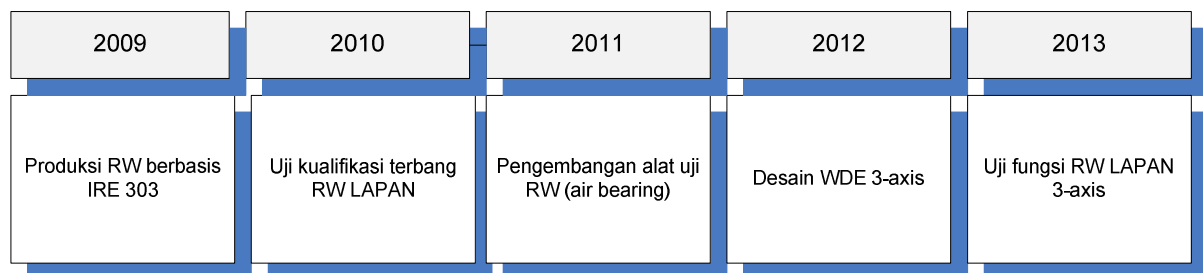 2009
2010
2011
2012
2013
Produksi RW berbasis
IRE 303
Uji kualifikasi terbang
RW LAPAN
Pengembangan alat uji
RW (air bearing)
Desain WDE 3-axis
Uji fungsi RW LAPAN
3-axis